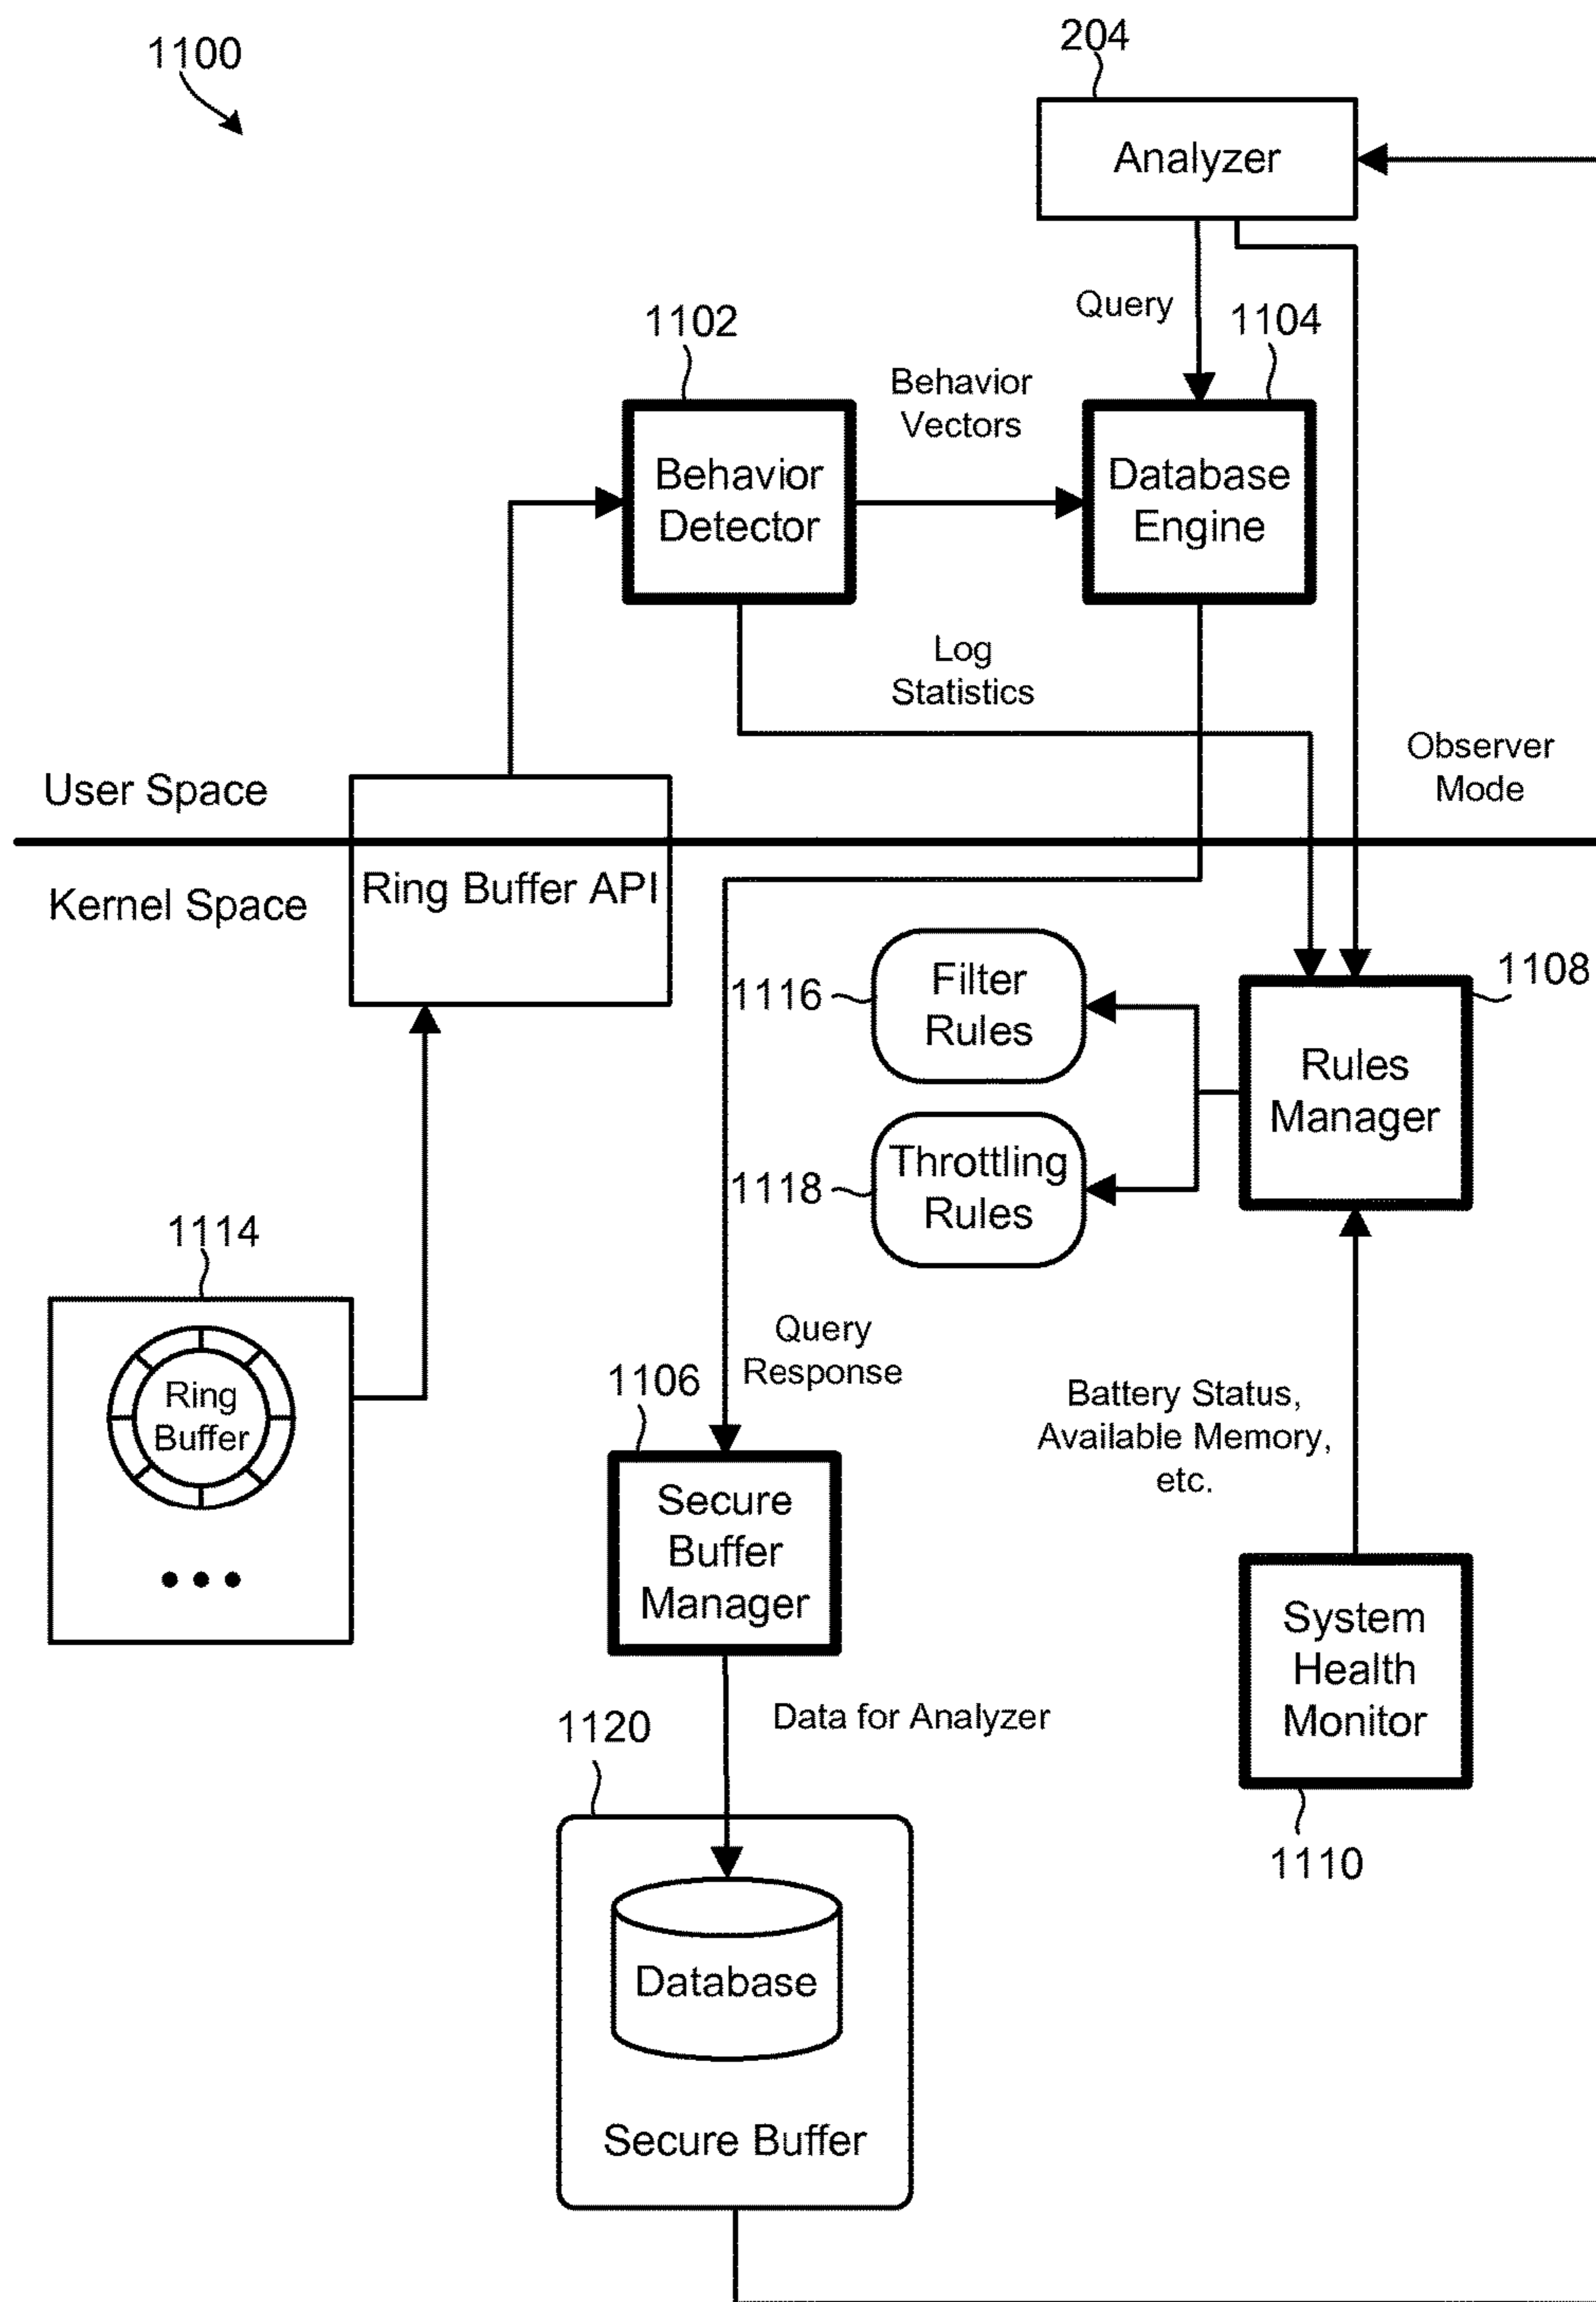 1100
204
Analyzer
Query
1102
1104
Behavior
Vectors
Behavior
Detector
Database
Engine
Log
Statistics
Observer
Mode
User Space
Kernel Space
Ring Buffer API
1116
Filter
Rules
1108
Rules
Manager
1118
Throttling
Rules
1114
Ring
Buffer
Query
Response
1106
Battery Status,
Available Memory,
etc.
Secure
Buffer
Manager
System
Health
Monitor
Data for Analyzer
1120
1110
Database
Secure Buffer